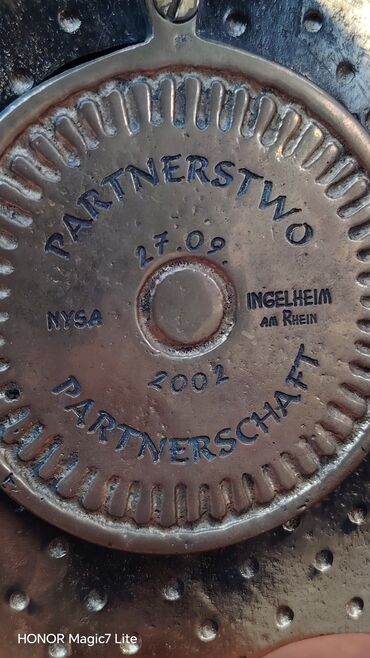 PARTNERSTWO
27.09.
NYSA
INGELHEIM
AM RHEIN
2002
PARTNERSCHAFT
HONOR Magic7 Lite